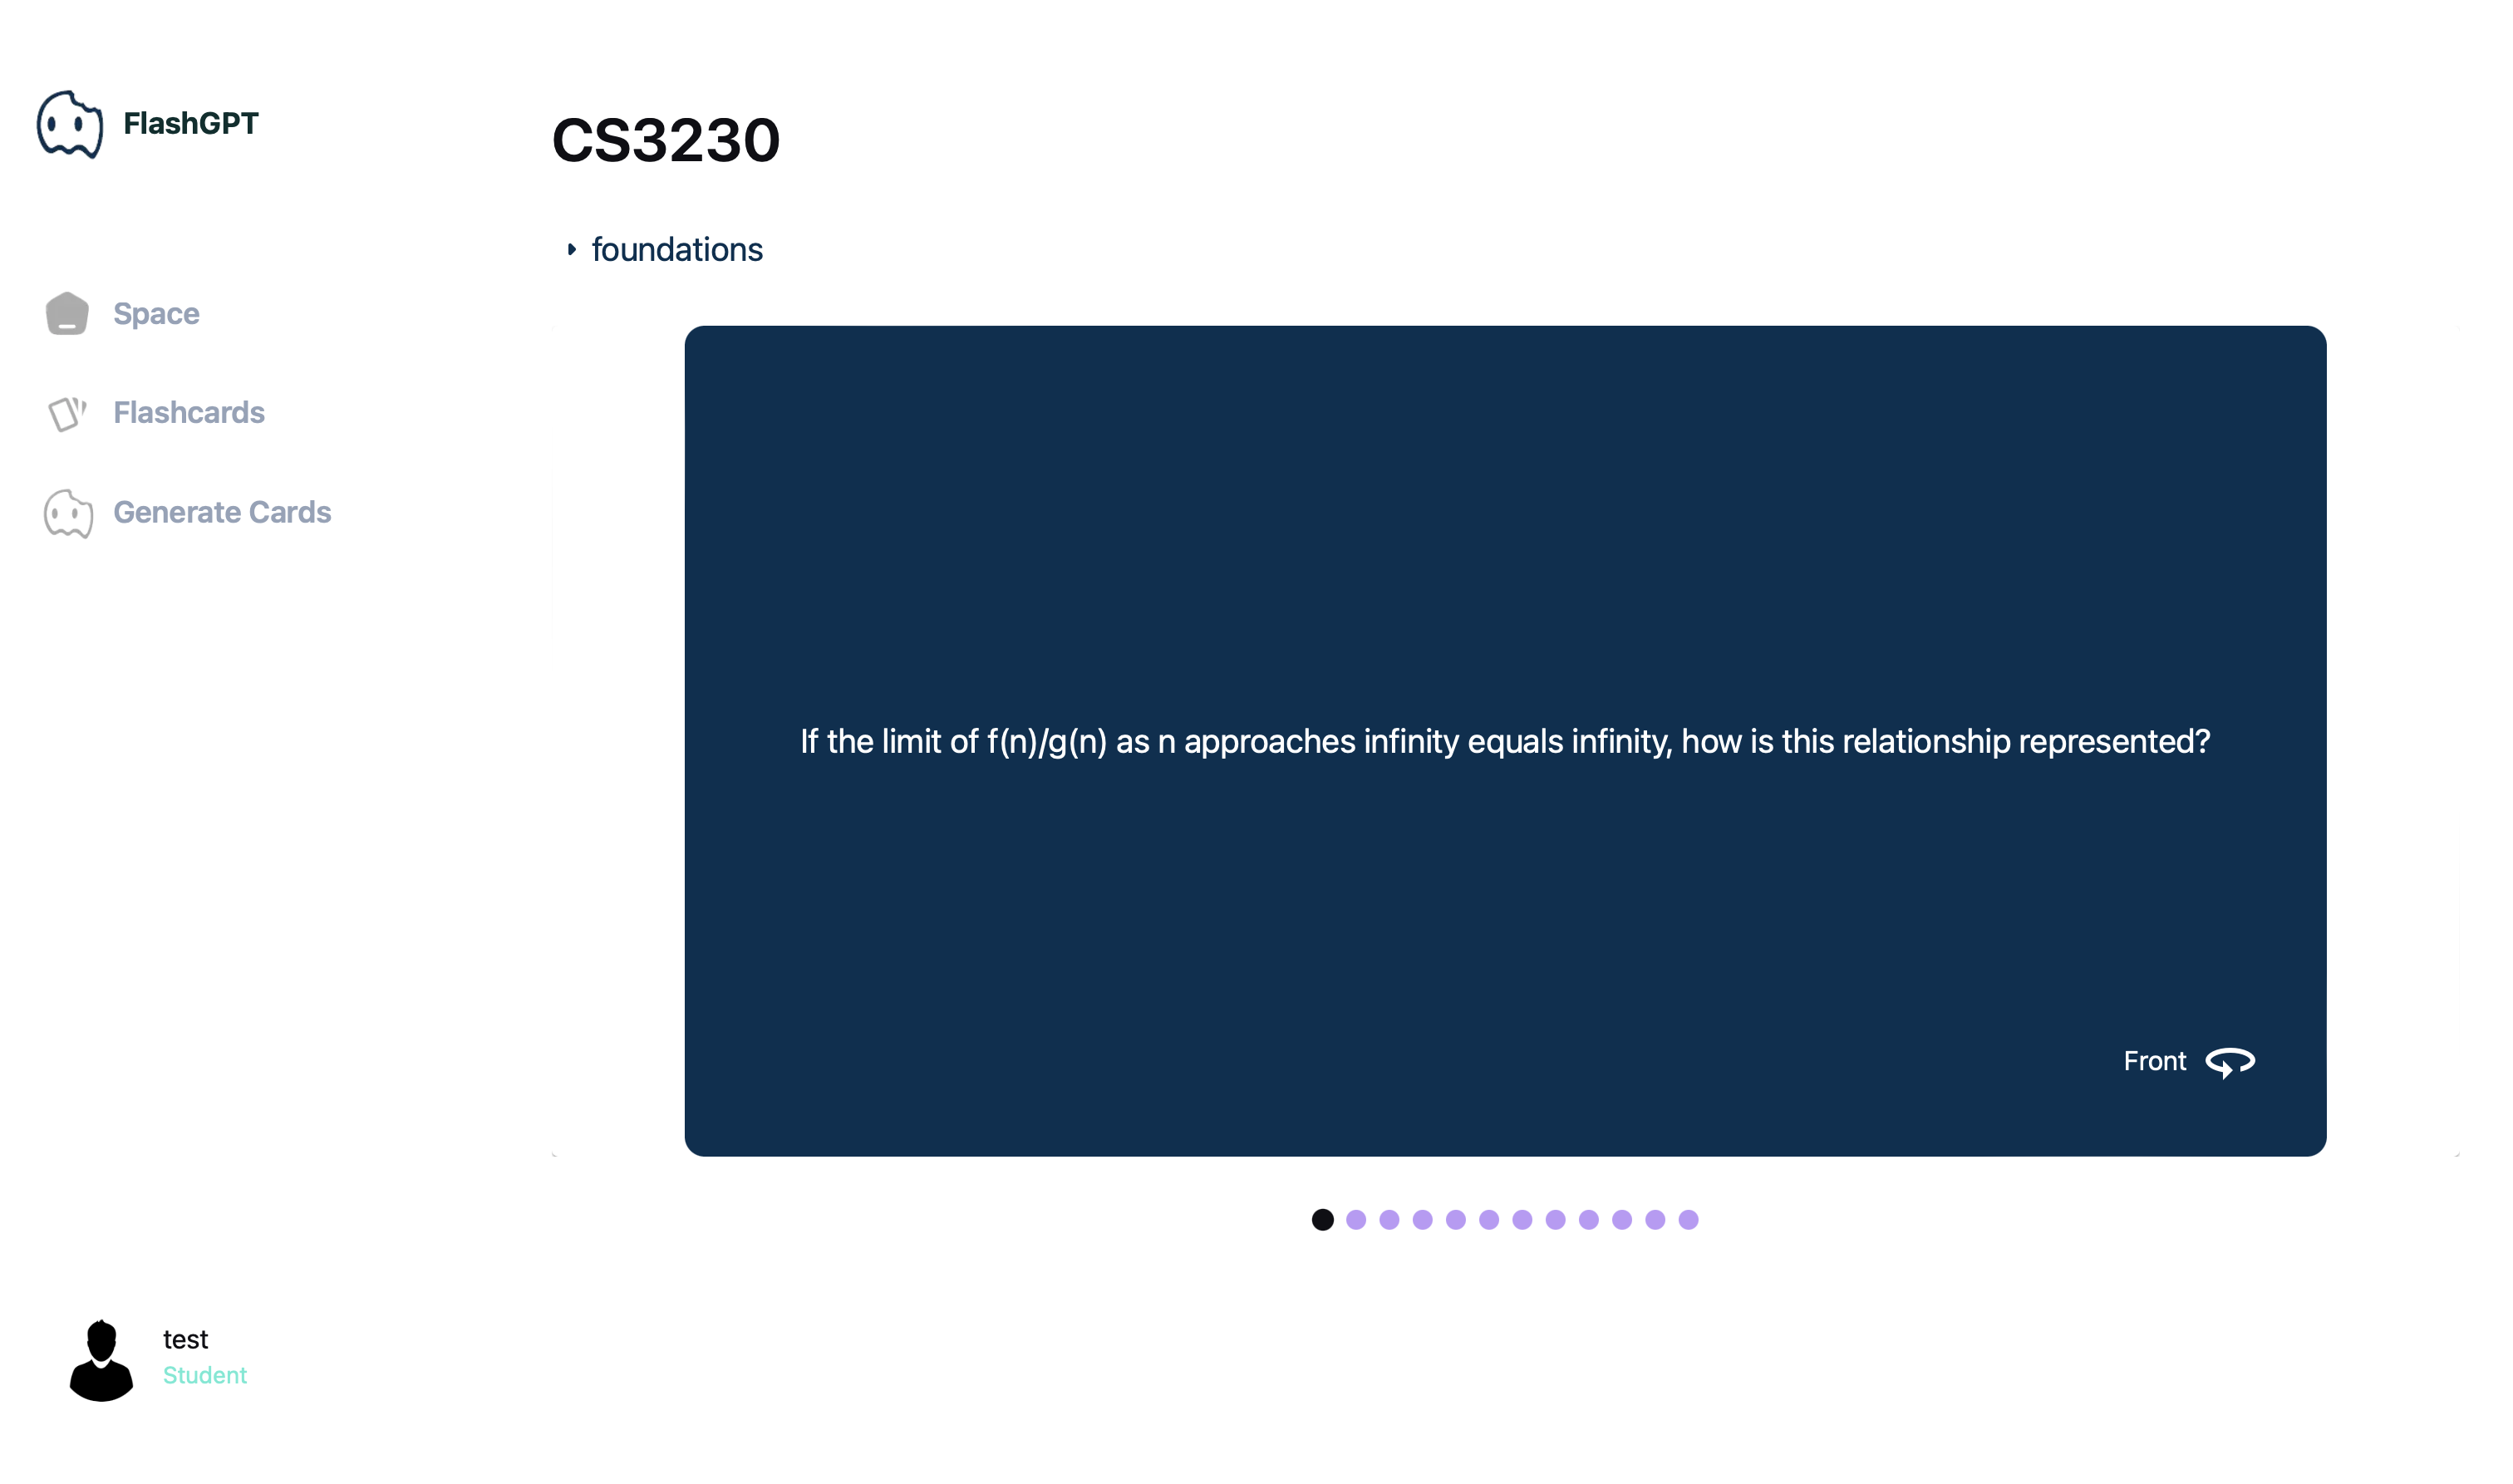 FlashGPT
Space
Flashcards
Generate Cards
test
Student
CS3230
foundations
If the limit of f(n)/g(n) as n approaches infinity equals infinity, how is this relationship represented?
Front